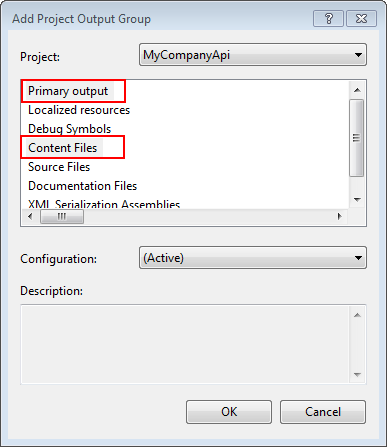 Add Project Output Group
Project: MyCompanyApi
Primary output
Localized resources
Debug Symbols
Content Files
Source Files
Documentation Files
XML Serialization Assemblies
Configuration: (Active)
Description:
OK Cancel